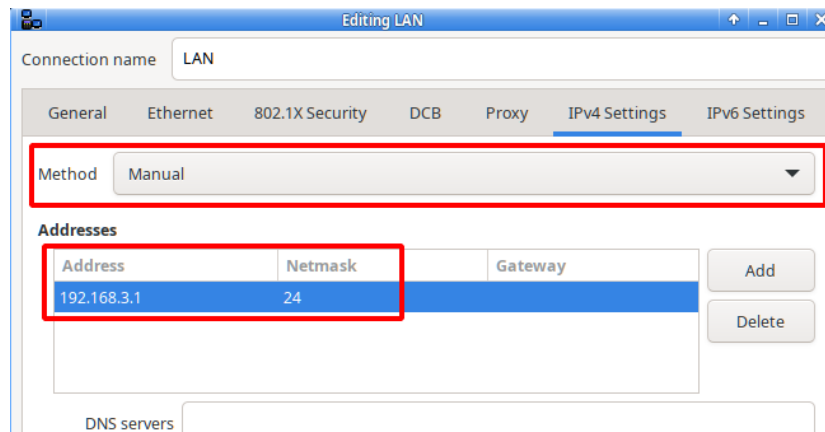 Editing LAN
Connection name LAN
General Ethernet 802.1X Security DCB Proxy IPv4 Settings IPv6 Settings
Method Manual
Addresses
Address Netmask Gateway
Add
192.168.3.1 24
Delete
DNS servers